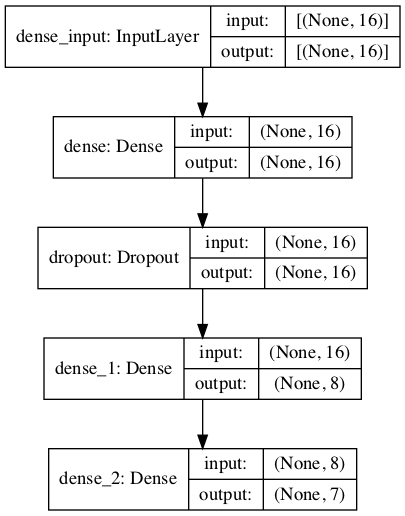 dense_input: InputLayer
input: [(None, 16)]
output: [(None, 16)]
dense: Dense
input: (None, 16)
output: (None, 16)
dropout: Dropout
input: (None, 16)
output: (None, 16)
dense_1: Dense
input: (None, 16)
output: (None, 8)
dense_2: Dense
input: (None, 8)
output: (None, 7)